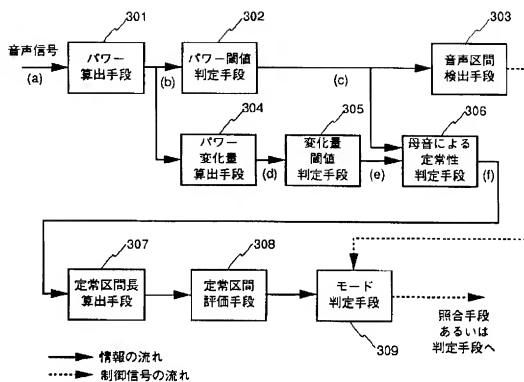 301
302
303
音声信号
パワー
算出手段
パワー閾値
判定手段
音声区間
検出手段
(a)
(b)
(c)
304
305
306
パワー
変化量
算出手段
変化量
閾値
判定手段
母音による
定常性
判定手段
(d)
(e)
(f)
307
308
定常区間長
算出手段
定常区間
評価手段
モード
判定手段
309
照合手段
あるいは
判定手段へ
情報の流れ
制御信号の流れ